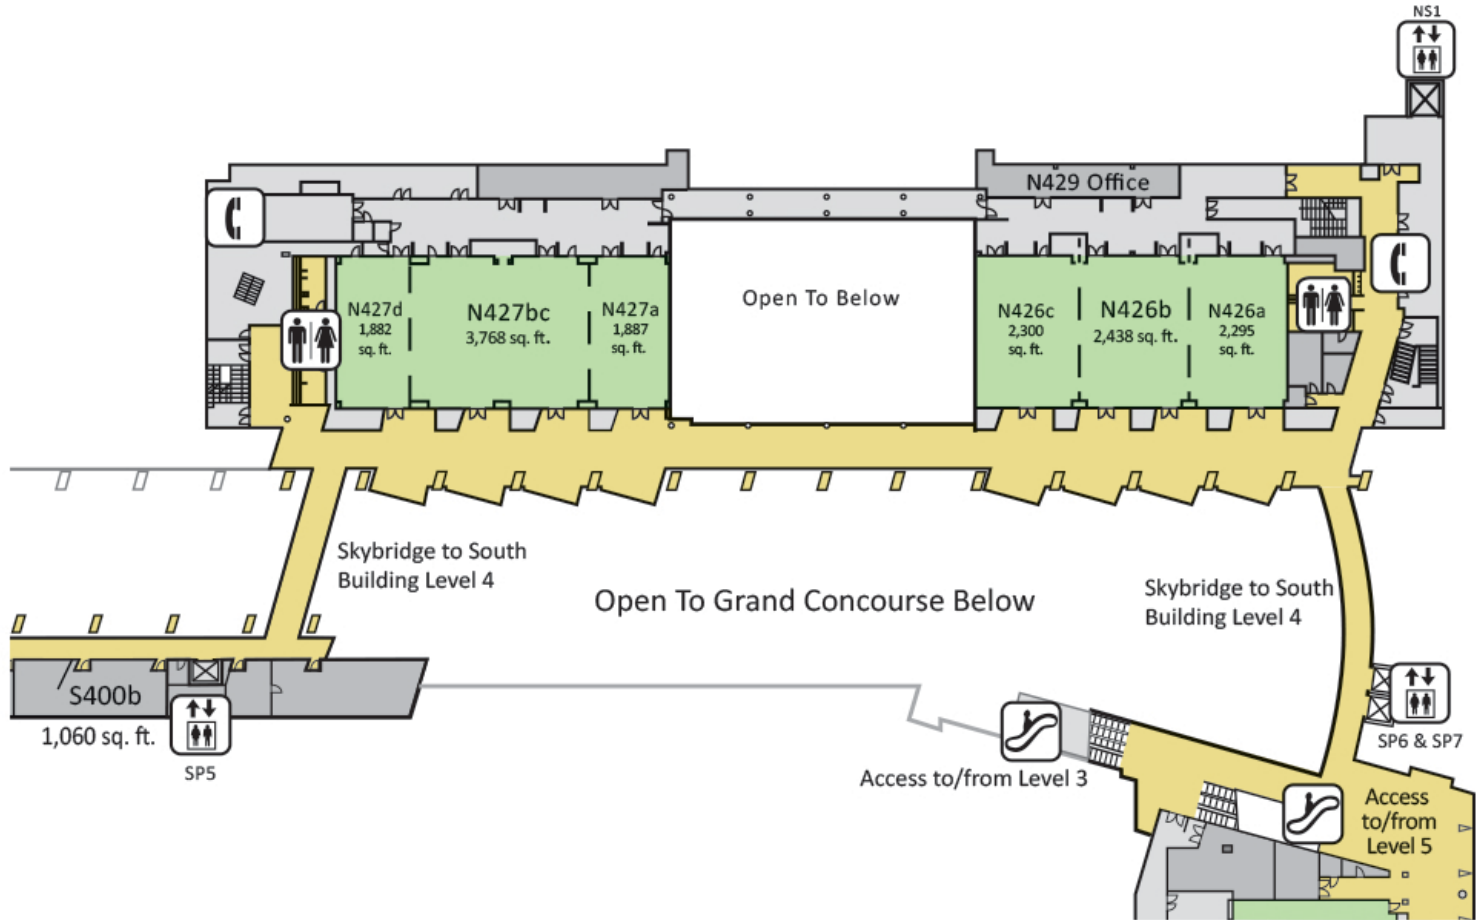 NS1
N429 Office
N427d
1,882
sq. ft.
N427bc
3,768 sq. ft.
N427a
1,887
sq. ft.
Open To Below
N426c
2,300
sq. ft.
N426b
2,438 sq. ft.
N426a
2,295
sq. ft.
Skybridge to South
Building Level 4
Open To Grand Concourse Below
Skybridge to South
Building Level 4
S400b
1,060 sq. ft.
SP5
SP6 & SP7
Access to/from Level 3
Access
to/from
Level 5